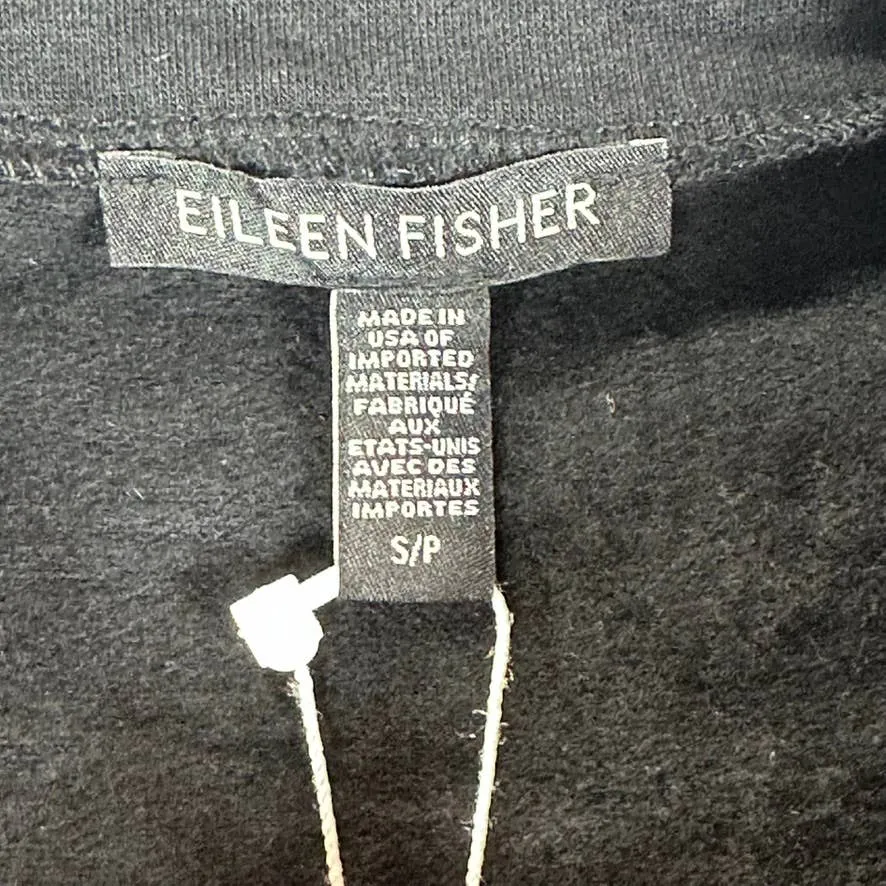 EILEEN FISHER
MADE IN
USA OF
IMPORTED
MATERIALS/
FABRIQUÉ
AUX
ETATS-UNIS
AVEC DES
MATERIAUX
IMPORTES
S/P